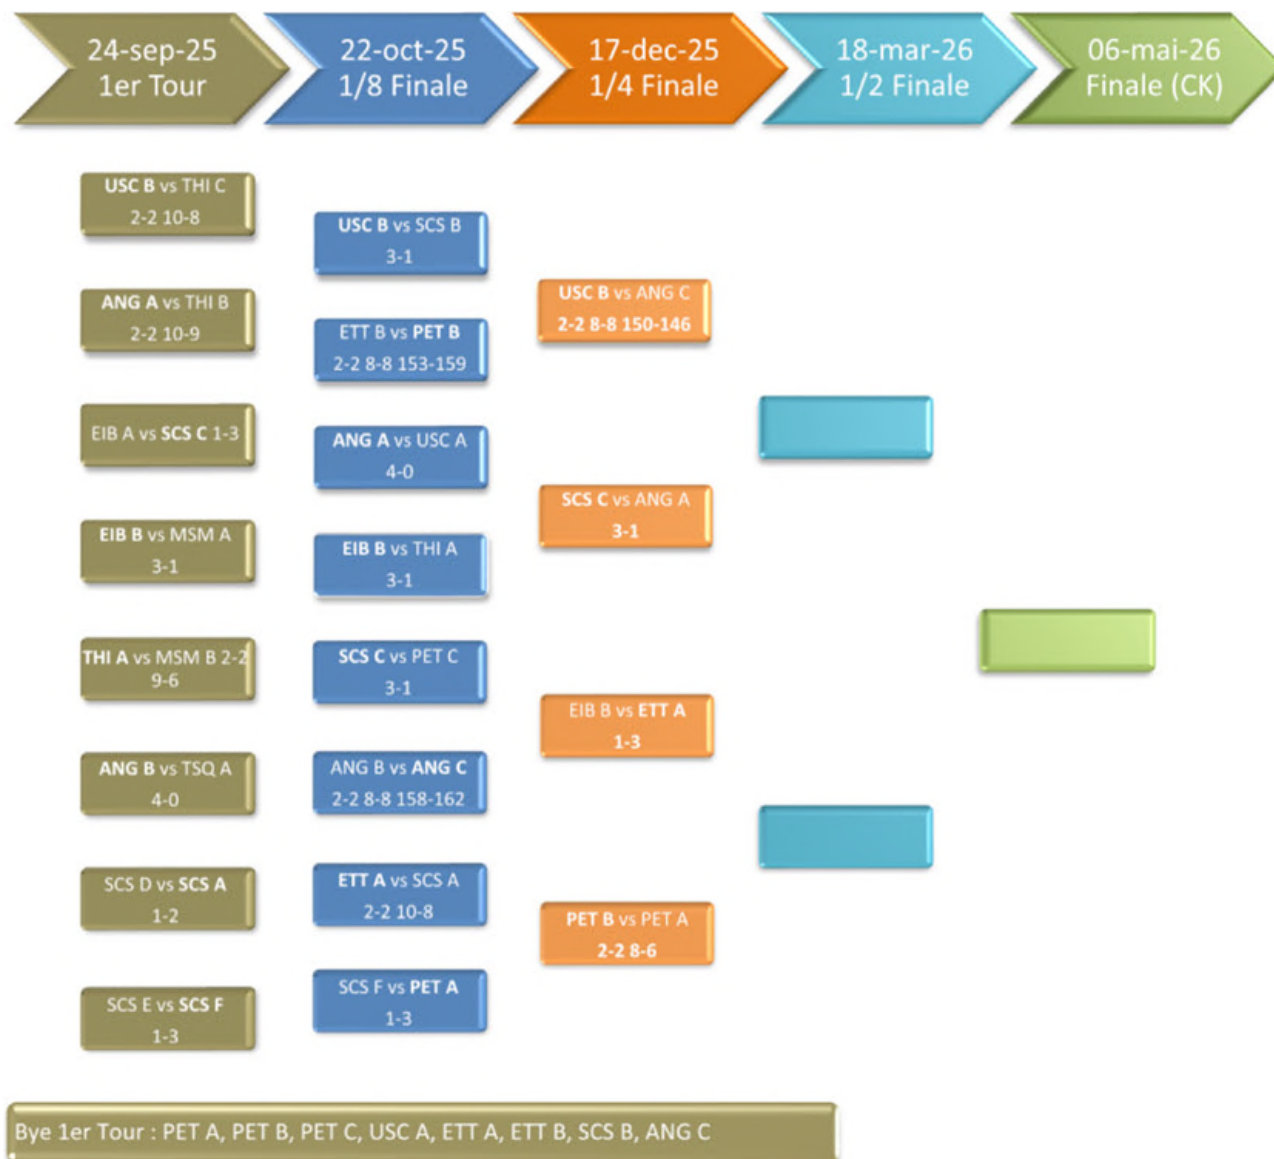 24-sep-25
1er Tour
22-oct-25
1/8 Finale
17-dec-25
1/4 Finale
18-mar-26
1/2 Finale
06-mai-26
Finale (CK)
USC B vs THI C
2-2 10-8
ANG A vs THI B
2-2 10-9
EIB A vs SCS C 1-3
EIB B vs MSM A
3-1
THI A vs MSM B 2-2
9-6
ANG B vs TSQ A
4-0
SCS D vs SCS A
1-2
SCS E vs SCS F
1-3
USC B vs SCS B
3-1
ETT B vs PET B
2-2 8-8 153-159
ANG A vs USC A
4-0
EIB B vs THI A
3-1
SCS C vs PET C
3-1
ANG B vs ANG C
2-2 8-8 158-162
ETT A vs SCS A
2-2 10-8
SCS F vs PET A
1-3
USC B vs ANG C
2-2 8-8 150-146
SCS C vs ANG A
3-1
EIB B vs ETT A
1-3
PET B vs PET A
2-2 8-6
Bye 1er Tour : PET A, PET B, PET C, USC A, ETT A, ETT B, SCS B, ANG C